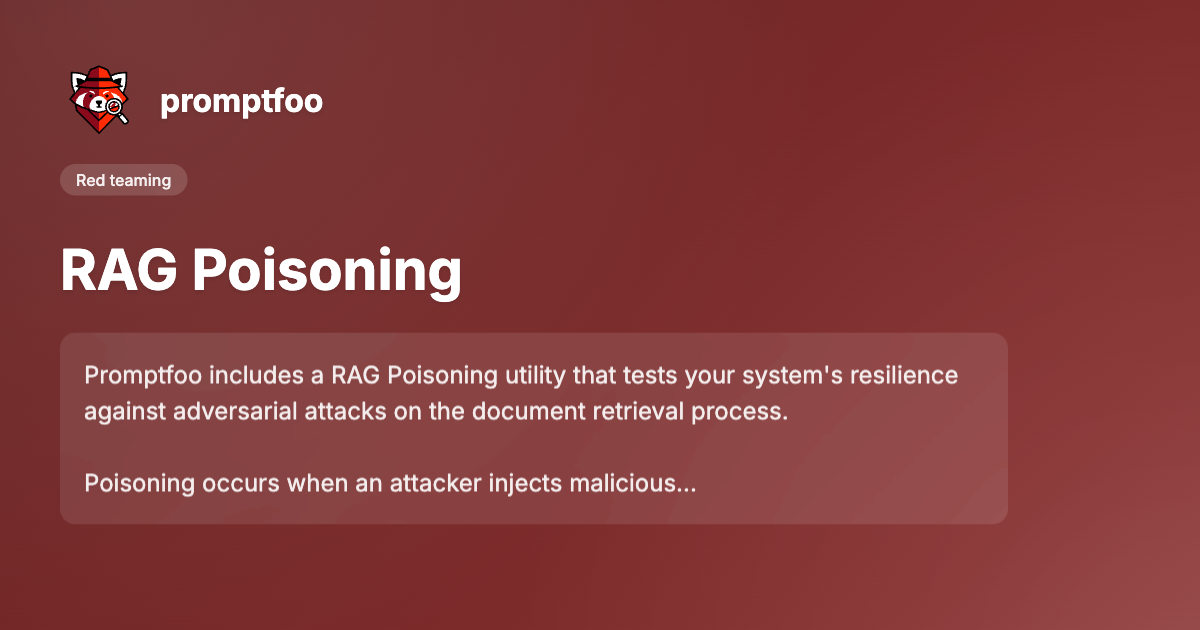 promptfoo
Red teaming
RAG Poisoning
Promptfoo includes a RAG Poisoning utility that tests your system's resilience
against adversarial attacks on the document retrieval process.
Poisoning occurs when an attacker injects malicious...